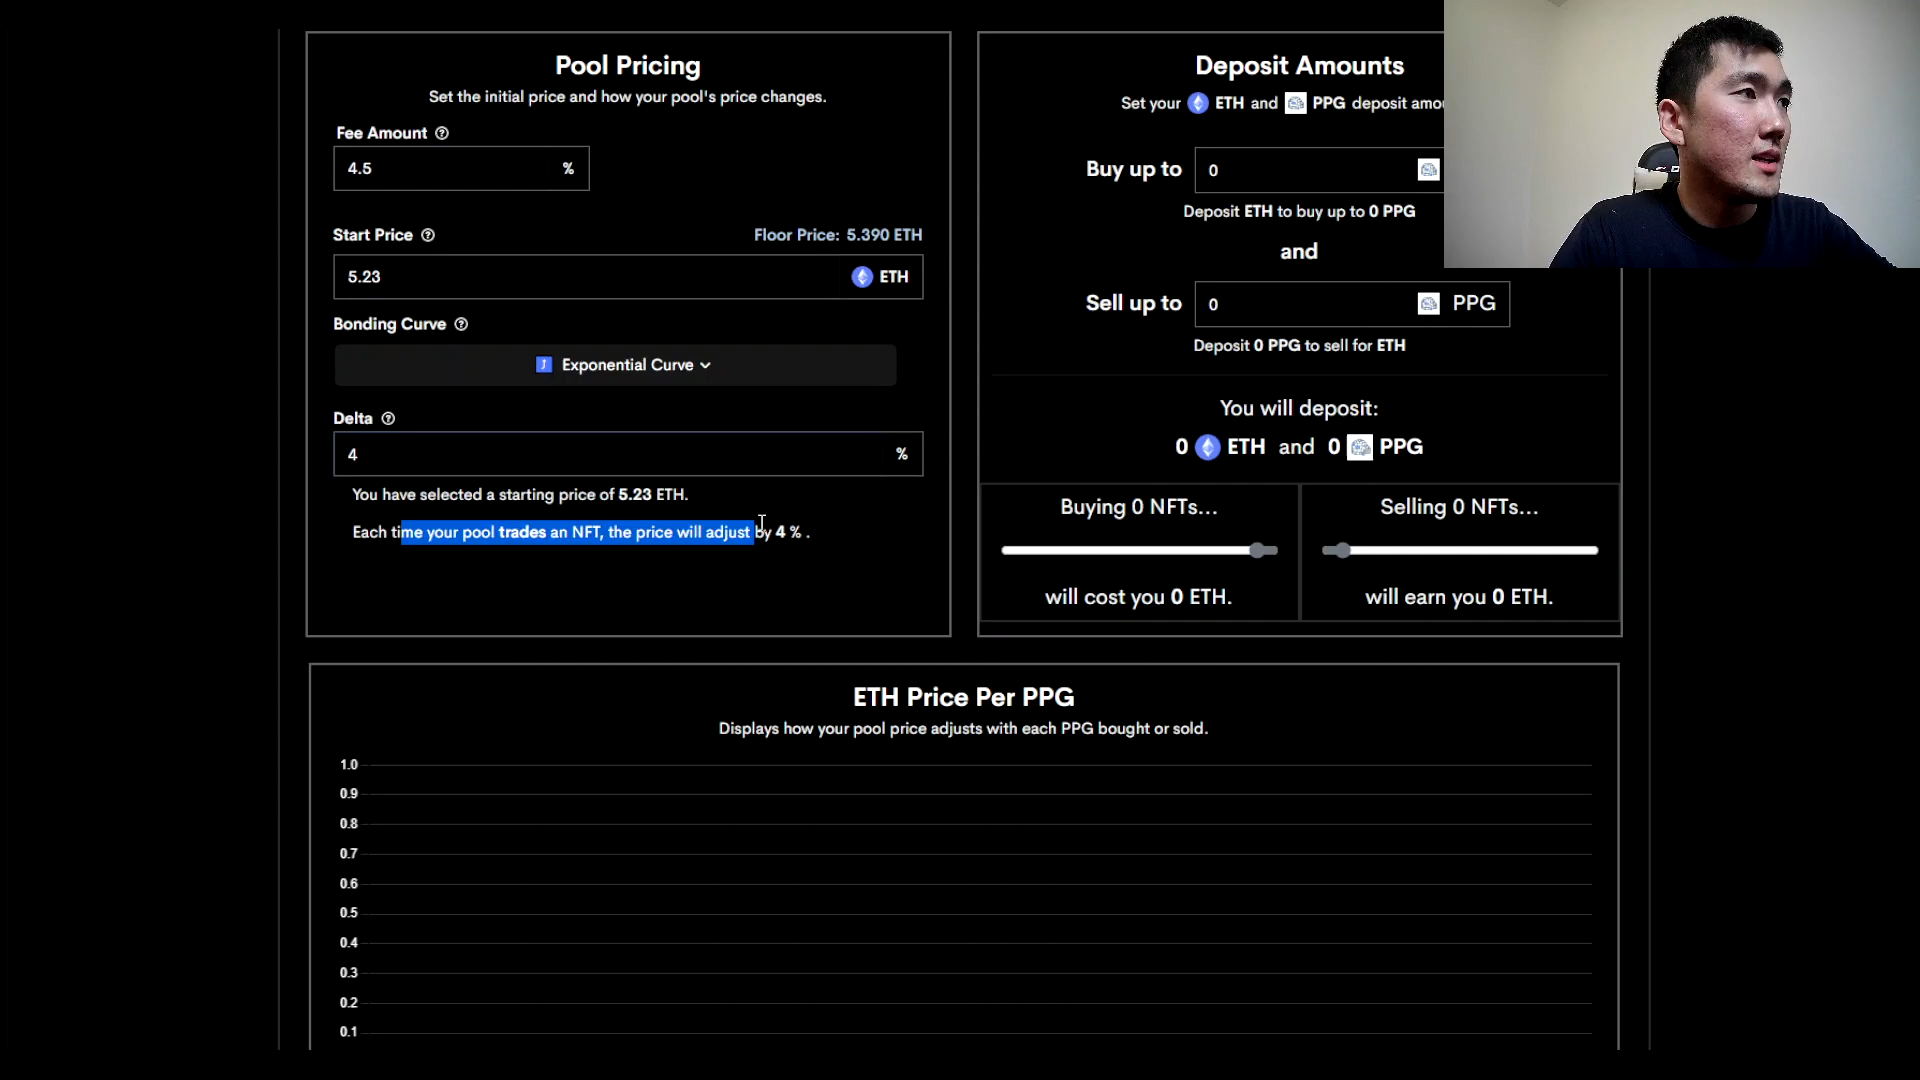 Pool Pricing
Set the initial price and how your pool's price changes.
Fee Amount
4.5 %
Start Price Floor Price: 5.390 ETH
5.23 ETH
Bonding Curve
Exponential Curve
Delta
4 %
You have selected a starting price of 5.23 ETH.
Each time your pool trades an NFT, the price will adjust by 4 % .
Deposit Amounts
Set your ETH and PPG deposit
Buy up to 0
Deposit ETH to buy up to 0 PPG
and
Sell up to 0 PPG
Deposit 0 PPG to sell for ETH
You will deposit:
0 ETH and 0 PPG
Buying 0 NFTs...
will cost you 0 ETH.
Selling 0 NFTs...
will earn you 0 ETH.
ETH Price Per PPG
Displays how your pool price adjusts with each PPG bought or sold.
1.0
0.9
0.8
0.7
0.6
0.5
0.4
0.3
0.2
0.1